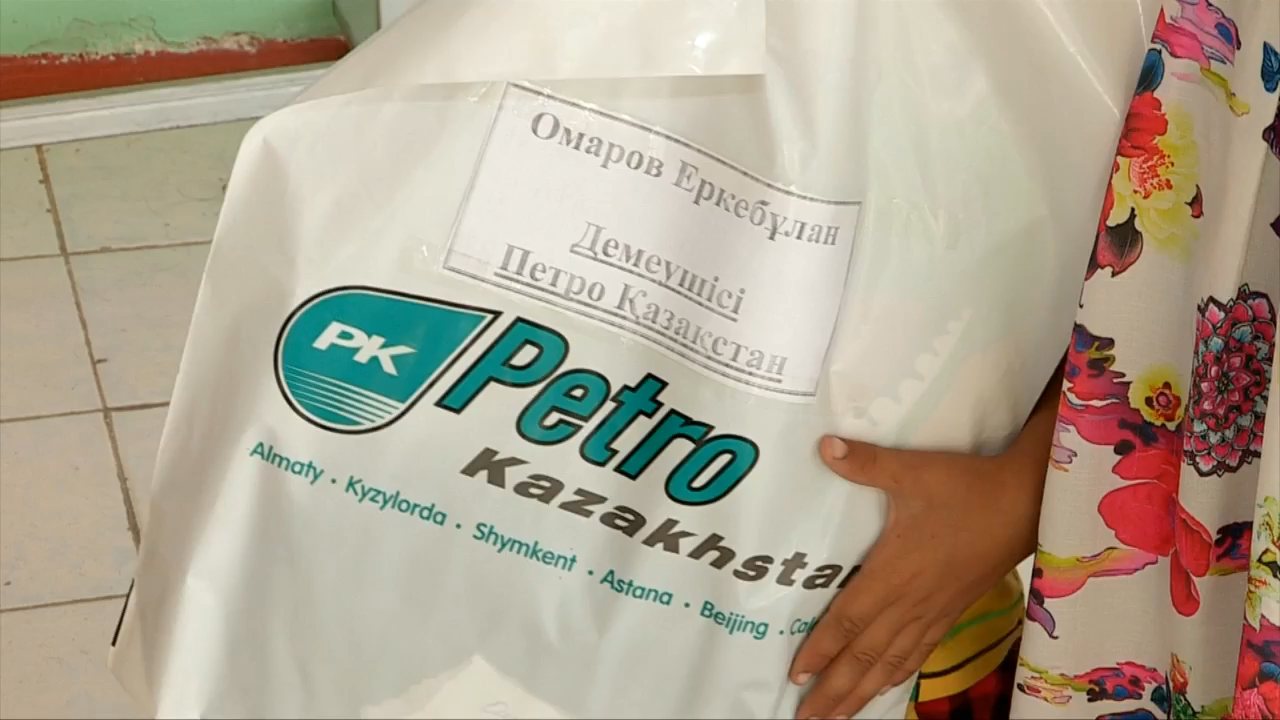 Омаров Еркебұлан
Демеушісі
Петро Қазақстан
PK
Petro
Kazakhstan
Almaty · Kyzylorda · Shymkent · Astana · Beijing ·